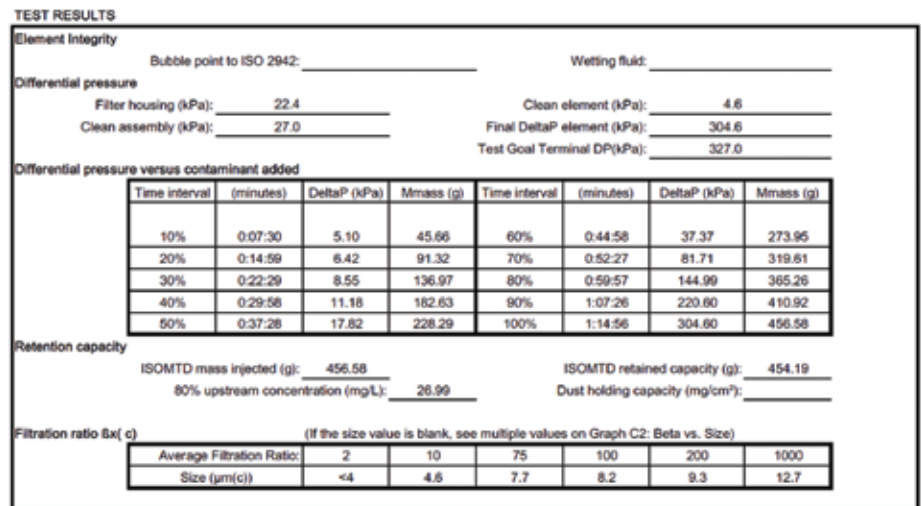 TEST RESULTS
Element Integrity
Bubble point to ISO 2942: Wetting fluid:
Differential pressure
Filter housing (kPa): 22.4 Clean element (kPa): 4.6
Clean assembly (kPa): 27.0 Final DeltaP element (kPa): 304.6
Test Goal Terminal DP(kPa): 327.0
Differential pressure versus contaminant added
Time interval (minutes) DeltaP (kPa) Mmass (g) Time interval (minutes) DeltaP (kPa) Mmass (g)
10% 0:07:30 5.10 45.66 60% 0:44:58 37.37 273.95
20% 0:14:59 6.42 91.32 70% 0:52:27 81.71 319.61
30% 0:22:29 8.55 136.97 80% 0:59:57 144.99 365.26
40% 0:29:58 11.18 182.63 90% 1:07:26 220.60 410.92
50% 0:37:28 17.82 228.29 100% 1:14:56 304.60 456.58
Retention capacity
ISOMTD mass injected (g): 456.58 ISOMTD retained capacity (g): 454.19
80% upstream concentration (mg/L): 26.99 Dust holding capacity (mg/cm²):
Filtration ratio ßx( c) (If the size value is blank, see multiple values on Graph C2: Beta vs. Size)
Average Filtration Ratio: 2 10 75 100 200 1000
Size (µm(c)) <4 4.6 7.7 8.2 9.3 12.7